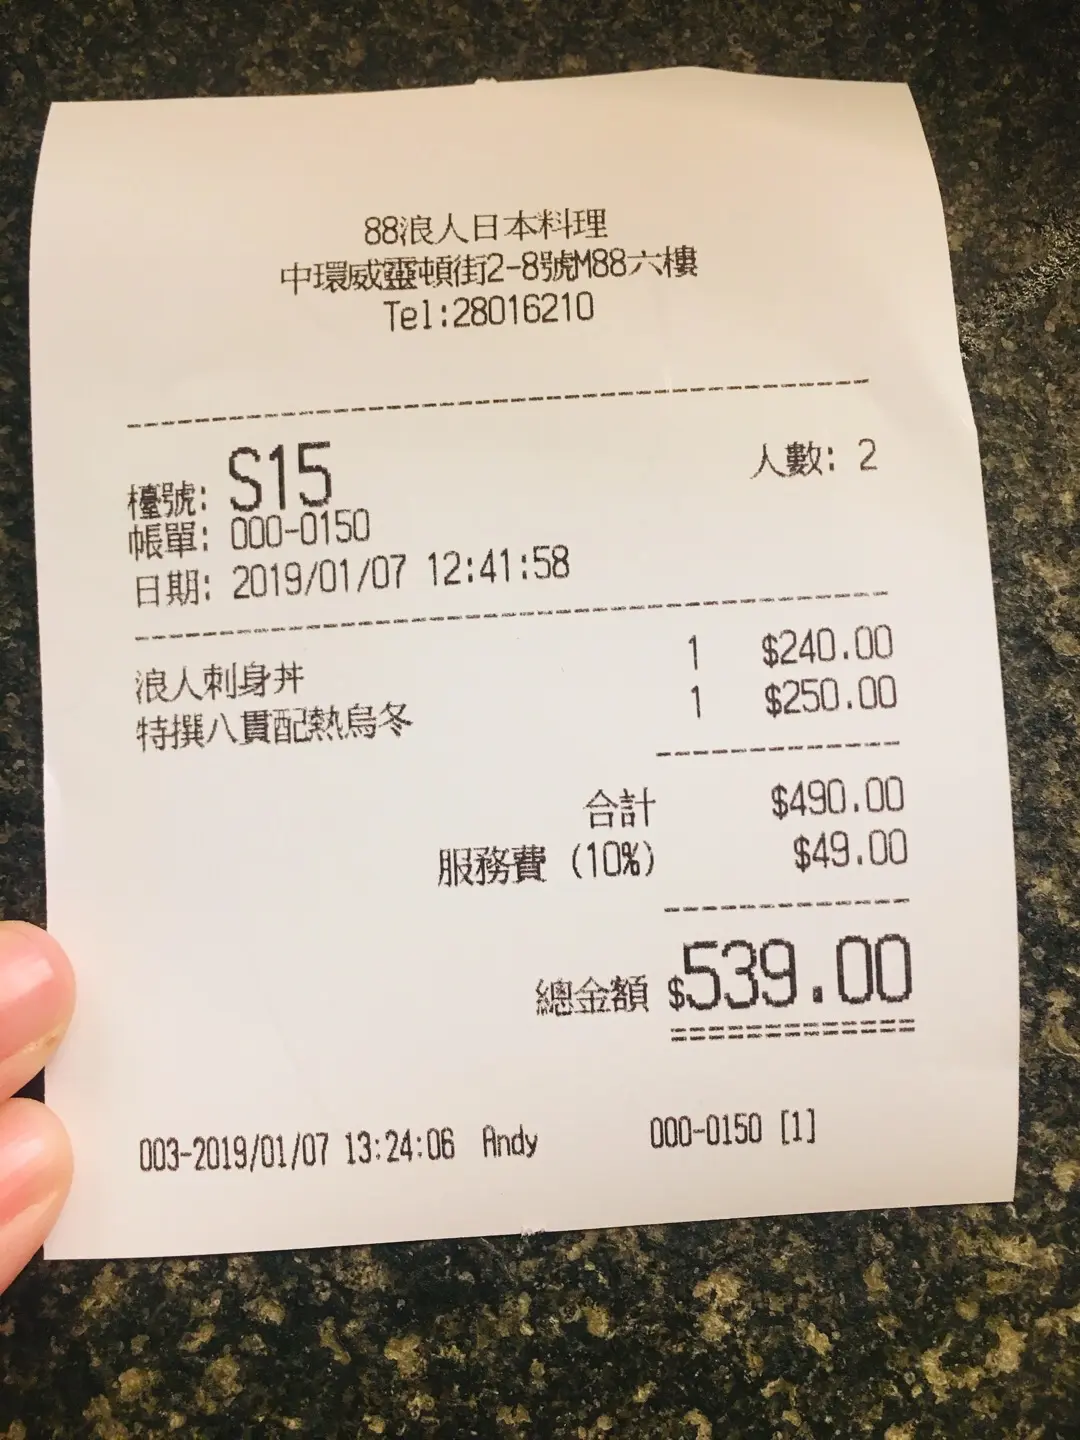 88浪人日本料理
中環威靈頓街2-8號M88六樓
Tel:28016210
檯號: S15 人數: 2
帳單: 000-0150
日期: 2019/01/07 12:41:58
浪人刺身丼 1 $240.00
特撰八貫配熱烏冬 1 $250.00
合計 $490.00
服務費 (10%) $49.00
總金額 $539.00
003-2019/01/07 13:24:06 Andy 000-0150 [1]